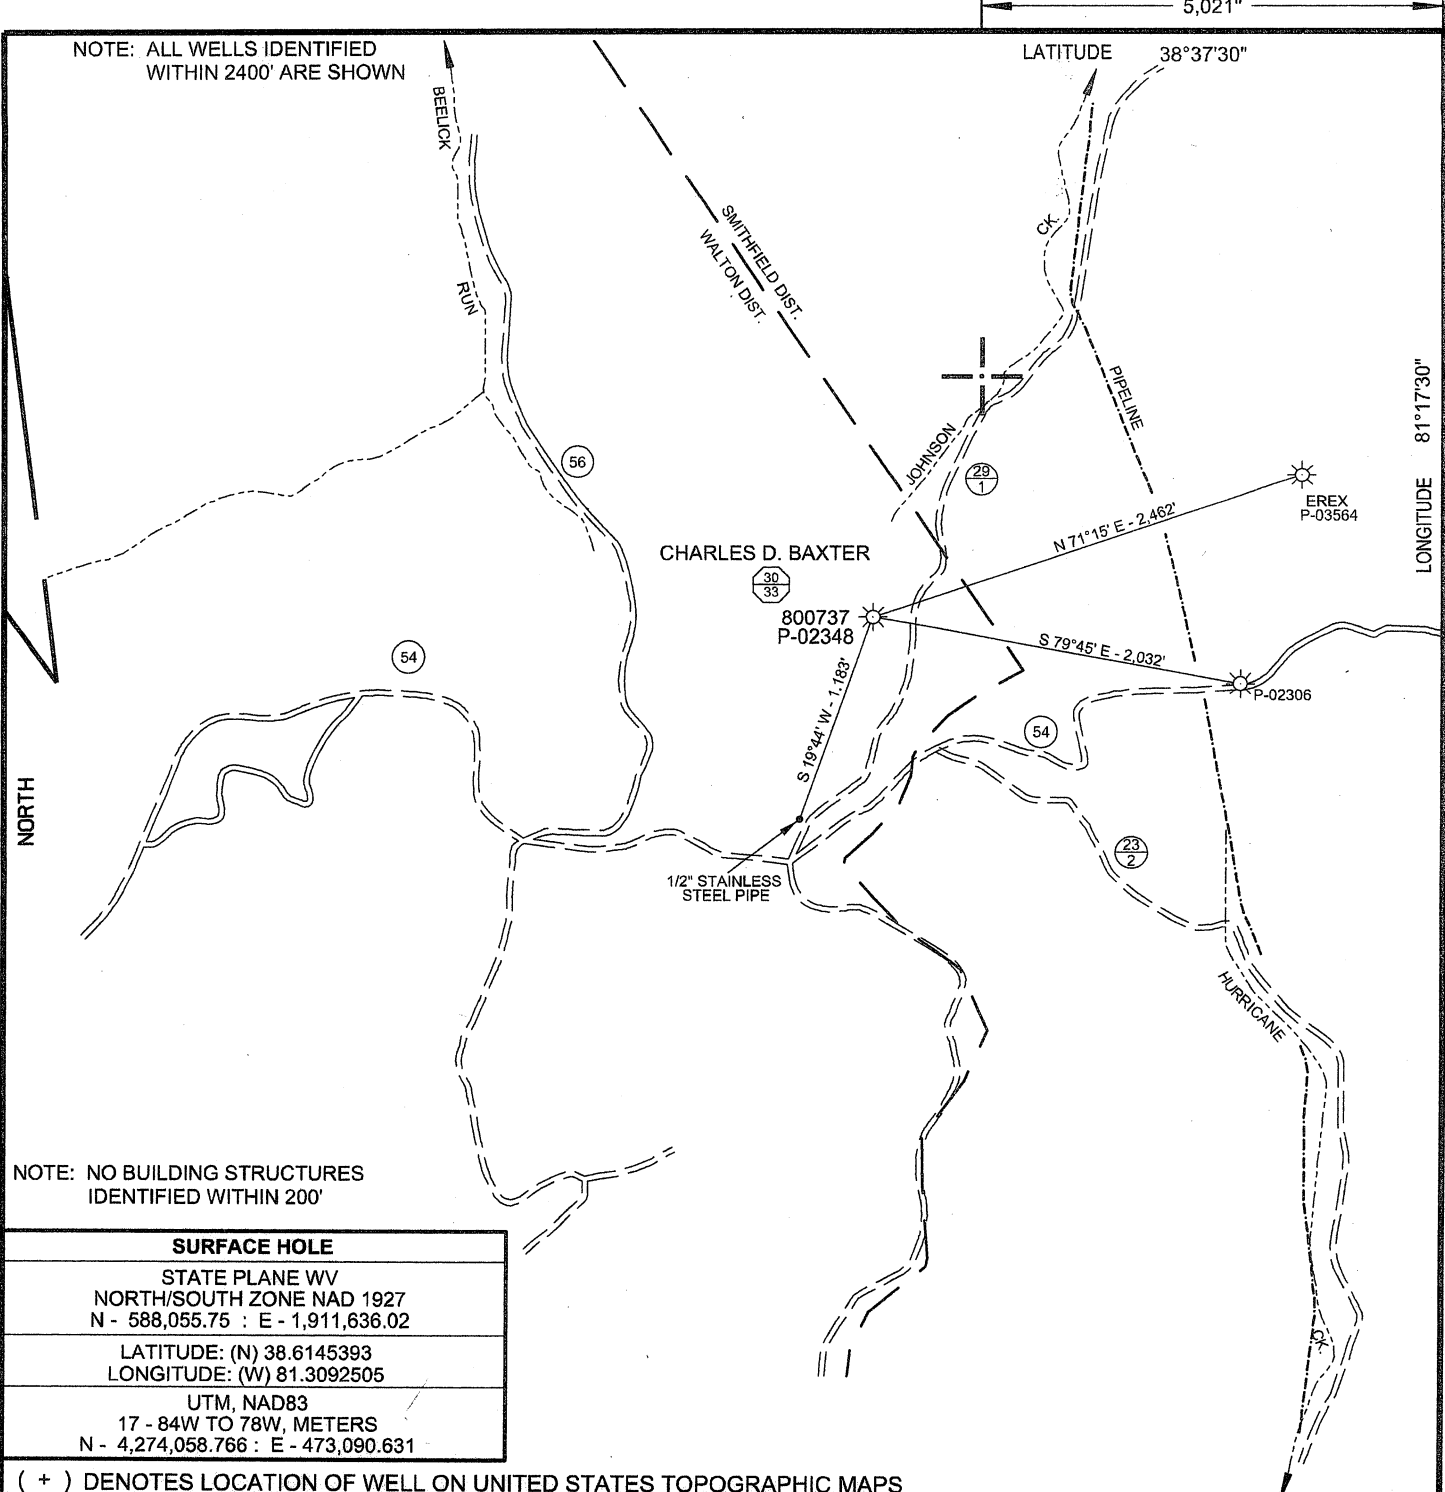 5,021"
NOTE: ALL WELLS IDENTIFIED
WITHIN 2400' ARE SHOWN
LATITUDE 38°37'30"
BEELICK
RUN
SMITHFIELD DIST.
WALTON DIST.
CK.
JOHNSON
PIPELINE
LONGITUDE 81°17'30"
56
29
1
EREX
P-03564
N 71°15' E - 2,462'
CHARLES D. BAXTER
30
33
800737
P-02348
S 79°45' E - 2,032'
P-02306
54
S 19°44' W - 1,183'
54
NORTH
1/2" STAINLESS
STEEL PIPE
23
2
HURRICANE
CK.
NOTE: NO BUILDING STRUCTURES
IDENTIFIED WITHIN 200'
SURFACE HOLE
STATE PLANE WV
NORTH/SOUTH ZONE NAD 1927
N - 588,055.75 : E - 1,911,636.02
LATITUDE: (N) 38.6145393
LONGITUDE: (W) 81.3092505
UTM, NAD83
17 - 84W TO 78W, METERS
N - 4,274,058.766 : E - 473,090.631
( + ) DENOTES LOCATION OF WELL ON UNITED STATES TOPOGRAPHIC MAPS